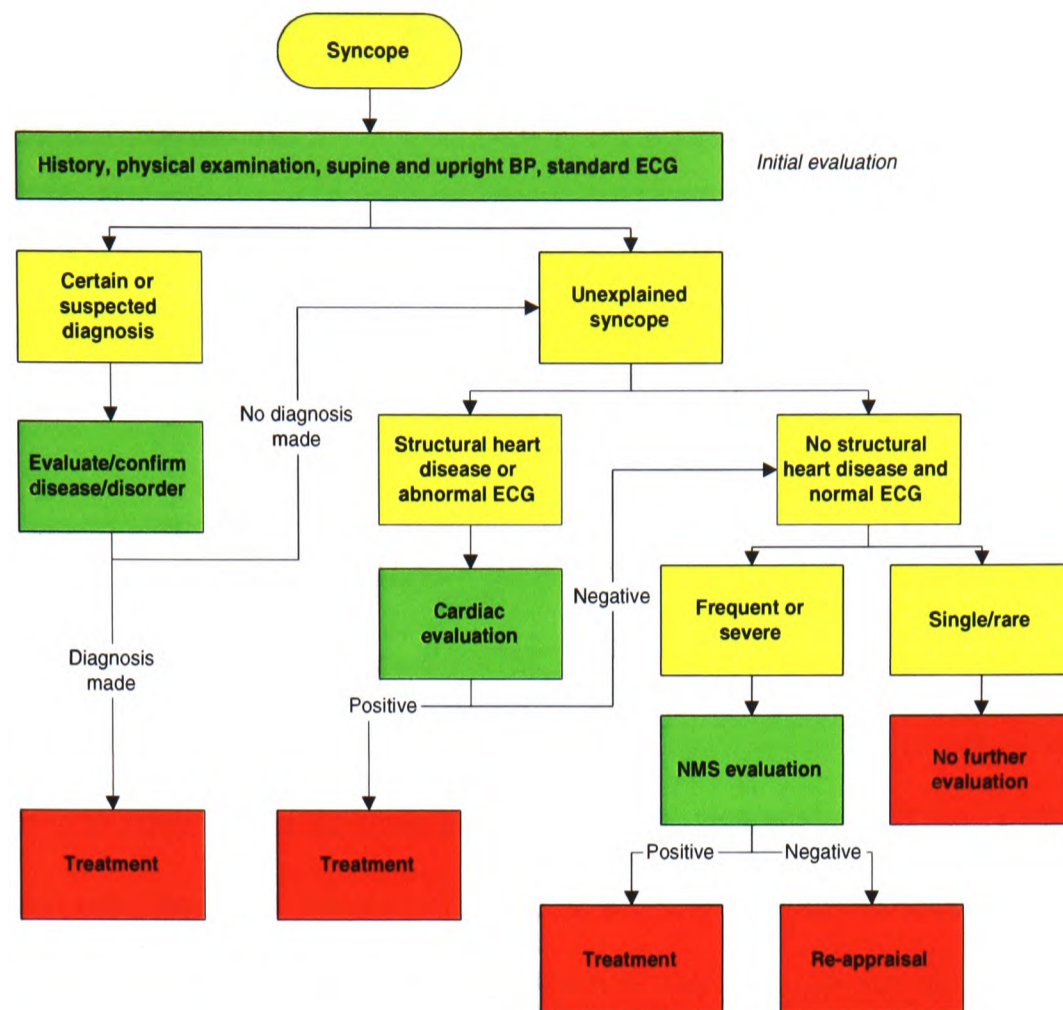 Syncope
History, physical examination, supine and upright BP, standard ECG
Initial evaluation
Certain or
suspected
diagnosis
Unexplained
syncope
No diagnosis
made
Evaluate/confirm
disease/disorder
Structural heart
disease or
abnormal ECG
No structural
heart disease and
normal ECG
Cardiac
evaluation
Negative
Frequent or
severe
Single/rare
Diagnosis
made
Positive
NMS evaluation
No further
evaluation
Treatment
Treatment
Positive
Negative
Treatment
Re-appraisal